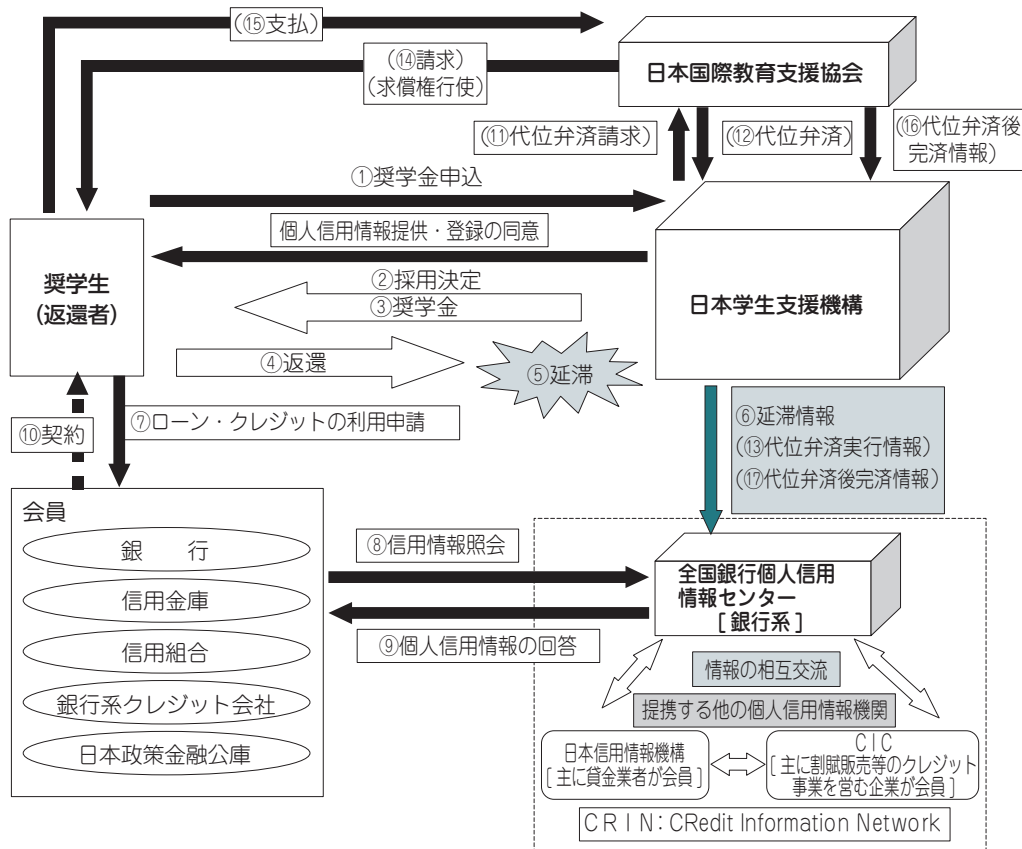 (⑮支払)
(⑭請求)
(求償権行使)
日本国際教育支援協会
(⑪代位弁済請求)
(⑫代位弁済)
(⑯代位弁済後
完済情報)
①奨学金申込
個人信用情報提供・登録の同意
奨学生
(返還者)
②採用決定
③奨学金
日本学生支援機構
④返還
⑤延滞
⑦ローン・クレジットの利用申請
⑩契約
⑥延滞情報
(⑬代位弁済実行情報)
(⑰代位弁済後完済情報)
会員
銀 行
信用金庫
信用組合
銀行系クレジット会社
日本政策金融公庫
⑧信用情報照会
⑨個人信用情報の回答
全国銀行個人信用
情報センター
[ 銀行系 ]
情報の相互交流
提携する他の個人信用情報機関
日本信用情報機構
[ 主に貸金業者が会員 ]
CIC
[ 主に割賦販売等のクレジット
事業を営む企業が会員 ]
CRIN: CRedit Information Network